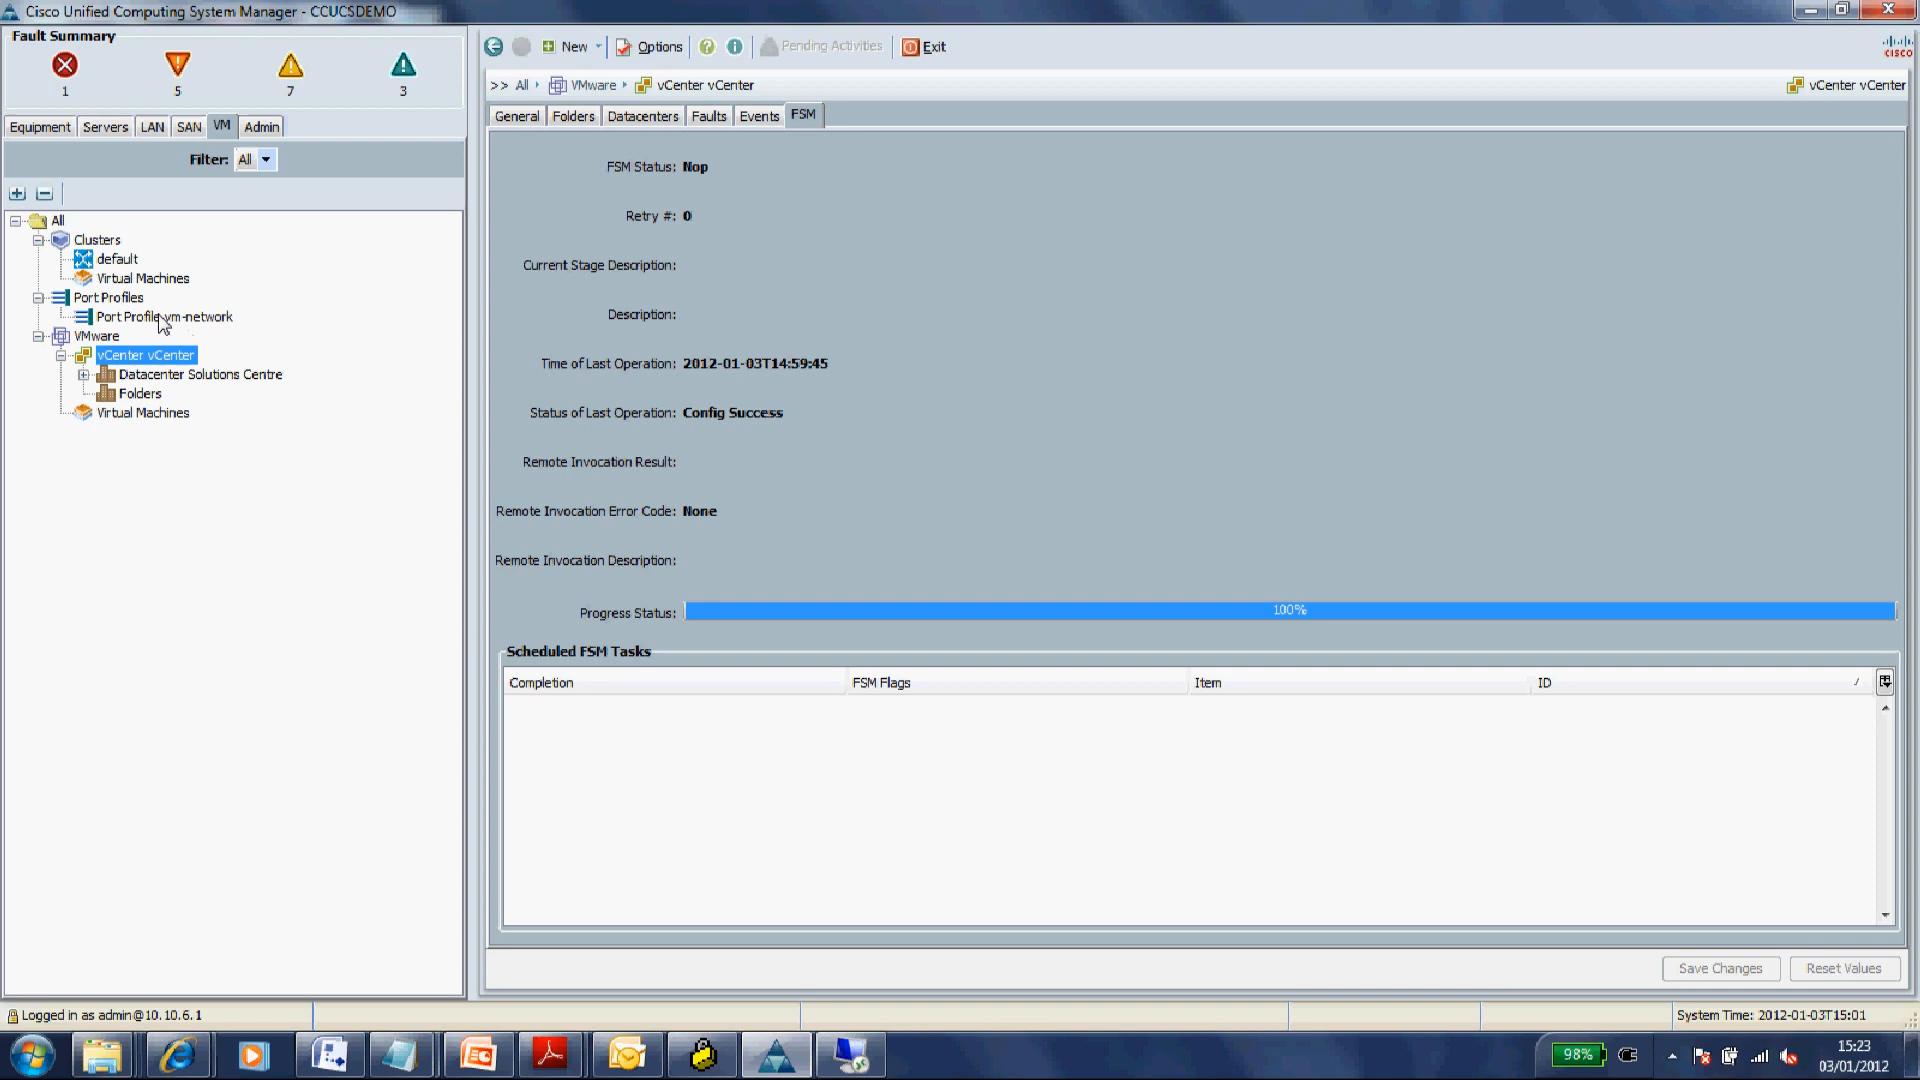 Cisco Unified Computing System Manager - CCUCSDEMO
Fault Summary
1 5 7 3
Equipment Servers LAN SAN VM Admin
Filter: All
All
Clusters
default
Virtual Machines
Port Profiles
Port Profile vm-network
VMware
vCenter vCenter
Datacenter Solutions Centre
Folders
Virtual Machines
New Options Pending Activities Exit
cisco
>> All VMware vCenter vCenter
vCenter vCenter
General Folders Datacenters Faults Events FSM
FSM Status: Nop
Retry #: 0
Current Stage Description:
Description:
Time of Last Operation: 2012-01-03T14:59:45
Status of Last Operation: Config Success
Remote Invocation Result:
Remote Invocation Error Code: None
Remote Invocation Description:
Progress Status: 100%
Scheduled FSM Tasks
Completion FSM Flags Item ID
Save Changes Reset Values
Logged in as admin@10.10.6.1
System Time: 2012-01-03T15:01
98%
15:23
03/01/2012